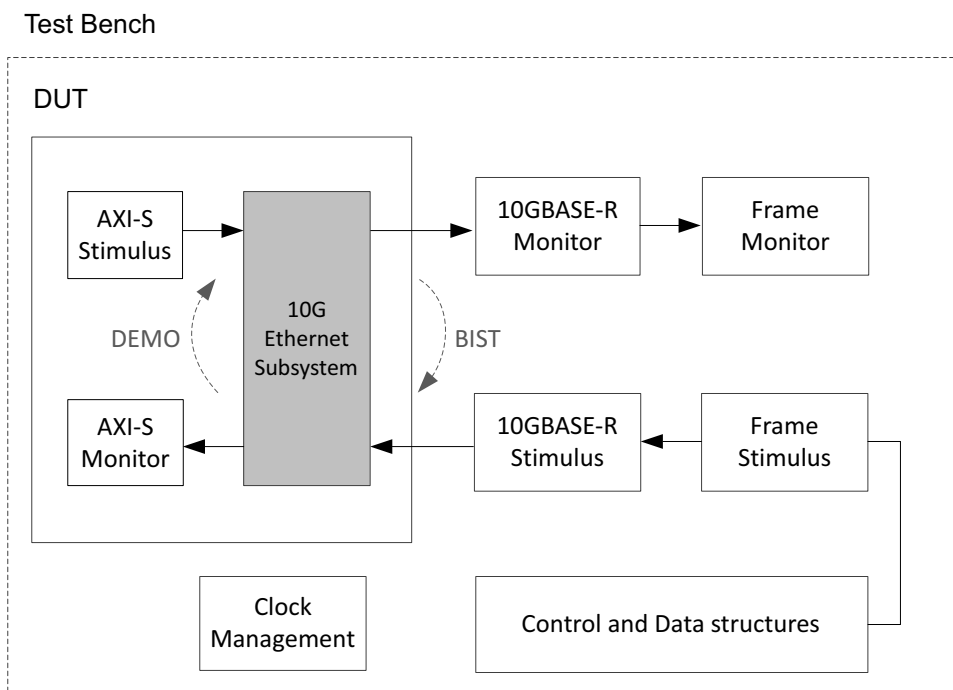 Test Bench
DUT
AXI-S
Stimulus
10GBASE-R
Monitor
Frame
Monitor
10G
Ethernet
Subsystem
DEMO
BIST
AXI-S
Monitor
10GBASE-R
Stimulus
Frame
Stimulus
Clock
Management
Control and Data structures